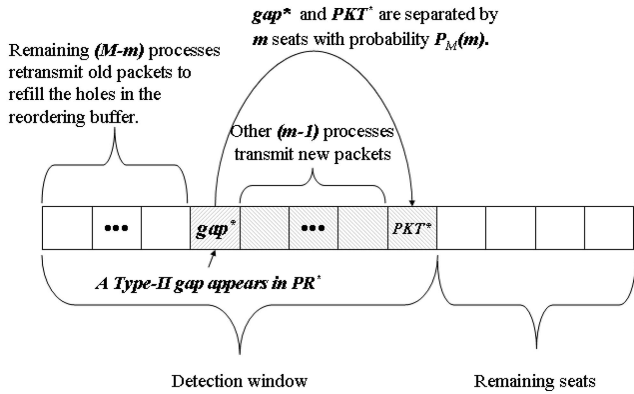 gap* and PKT* are separated by
m seats with probability P_M(m).
Remaining (M-m) processes
retransmit old packets to
refill the holes in the
reordering buffer.
Other (m-1) processes
transmit new packets
••• gap* ••• PKT*
A Type-II gap appears in PR*
Detection window
Remaining seats